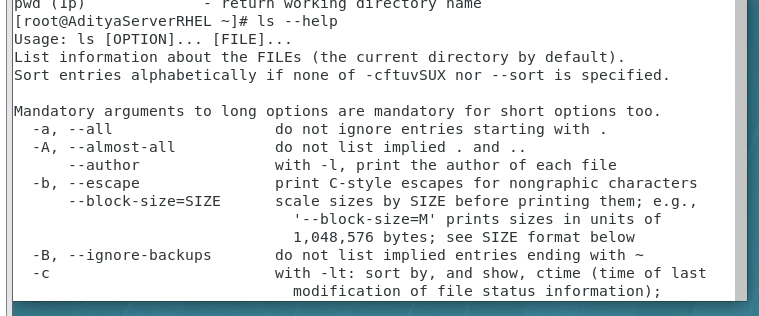 pwd (1p)             - return working directory name
[root@AdityaServerRHEL ~]# ls --help
Usage: ls [OPTION]... [FILE]...
List information about the FILEs (the current directory by default).
Sort entries alphabetically if none of -cftuvSUX nor --sort is specified.

Mandatory arguments to long options are mandatory for short options too.
  -a, --all                  do not ignore entries starting with .
  -A, --almost-all           do not list implied . and ..
      --author               with -l, print the author of each file
  -b, --escape               print C-style escapes for nongraphic characters
      --block-size=SIZE      scale sizes by SIZE before printing them; e.g.,
                               '--block-size=M' prints sizes in units of
                               1,048,576 bytes; see SIZE format below
  -B, --ignore-backups       do not list implied entries ending with ~
  -c                         with -lt: sort by, and show, ctime (time of last
                               modification of file status information);